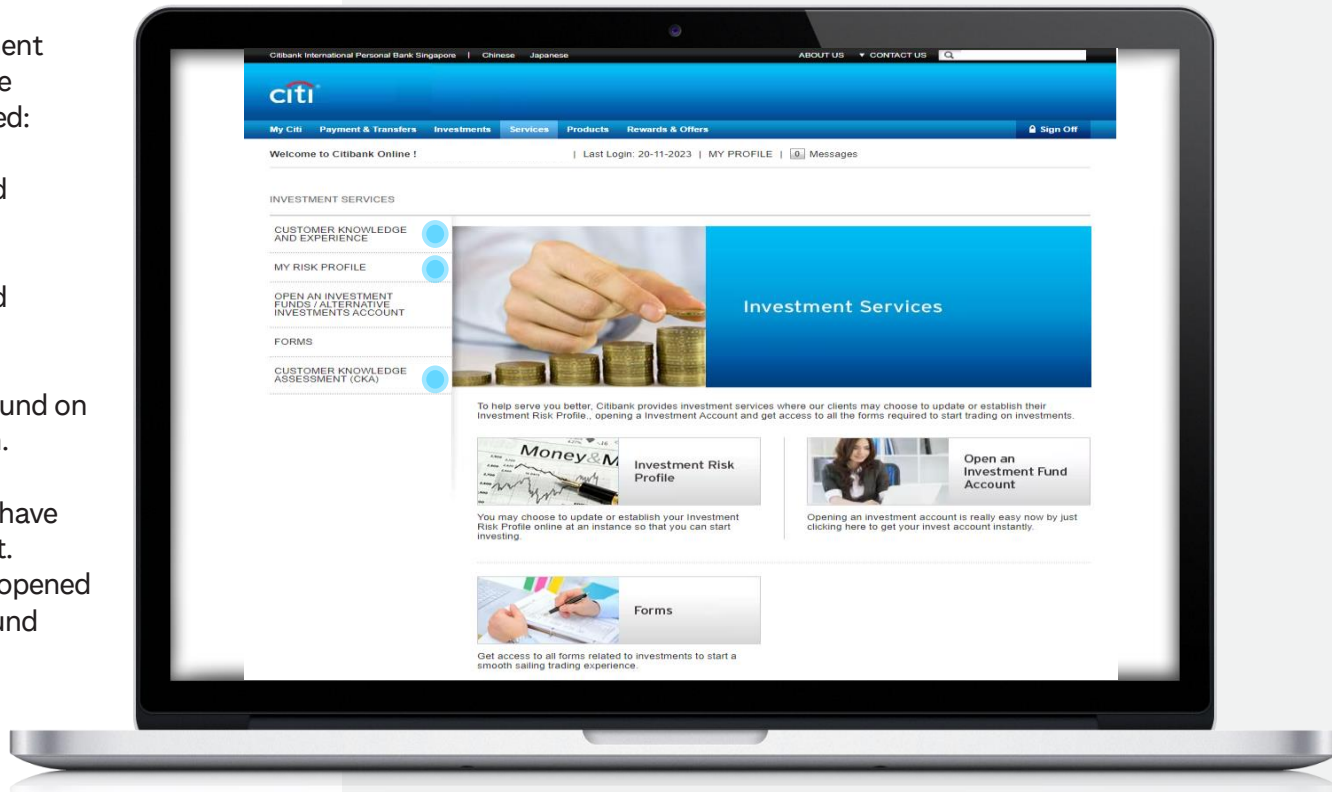 ent
e
ed:
d
d
und on
.
have
t.
opened
und
Citibank International Personal Bank Singapore | Chinese Japanese ABOUT US ▼ CONTACT US
citi
My Citi Payment & Transfers Investments Services Products Rewards & Offers Sign Off
Welcome to Citibank Online ! | Last Login: 20-11-2023 | MY PROFILE | 0 Messages
INVESTMENT SERVICES
CUSTOMER KNOWLEDGE
AND EXPERIENCE
MY RISK PROFILE
OPEN AN INVESTMENT
FUNDS / ALTERNATIVE
INVESTMENTS ACCOUNT
FORMS
CUSTOMER KNOWLEDGE
ASSESSMENT (CKA)
Investment Services
To help serve you better, Citibank provides investment services where our clients may choose to update or establish their
Investment Risk Profile., opening a Investment Account and get access to all the forms required to start trading on investments.
Money & M
Investment Risk
Profile
You may choose to update or establish your Investment
Risk Profile online at an instance so that you can start
investing.
Open an
Investment Fund
Account
Opening an investment account is really easy now by just
clicking here to get your invest account instantly.
Forms
Get access to all forms related to investments to start a
smooth sailing trading experience.